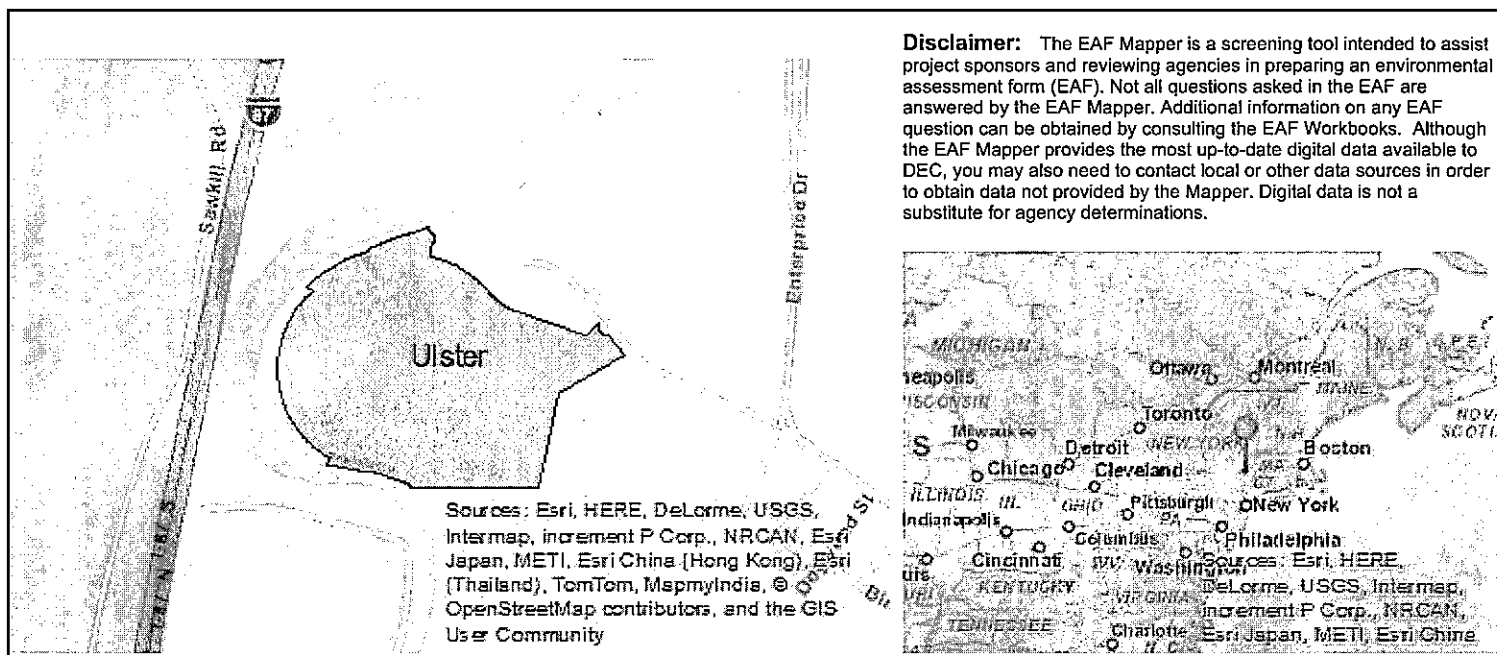 Disclaimer: The EAF Mapper is a screening tool intended to assist
project sponsors and reviewing agencies in preparing an environmental
assessment form (EAF). Not all questions asked in the EAF are
answered by the EAF Mapper. Additional information on any EAF
question can be obtained by consulting the EAF Workbooks. Although
the EAF Mapper provides the most up-to-date digital data available to
DEC, you may also need to contact local or other data sources in order
to obtain data not provided by the Mapper. Digital data is not a
substitute for agency determinations.
Sawkill Rd
Enterprise Dr
Ulster
Sources: Esri, HERE, DeLorme, USGS,
Intermap, increment P Corp., NRCAN, Esri
Japan, METI, Esri China (Hong Kong), Esri
(Thailand), TomTom, MapmyIndia, ©
OpenStreetMap contributors, and the GIS
User Community
MICHIGAN
Ottawa
Montreal
neapolis
WISCONSIN
MAINE
N.B.
P.E.I.
Toronto
NOVA
SCOTI
Milwaukee
NEW YORK
Detroit
Boston
S
Chicago
Cleveland
MA
ILLINOIS
IN.
OHIO
Pittsburgh
PA
New York
Indianapolis
Columbus
Philadelphia
Cincinnati
Washington
KENTUCKY
VIRGINIA
TENNESSEE
Charlotte
N.C.
Sources: Esri, HERE,
DeLorme, USGS, Intermap,
increment P Corp., NRCAN,
Esri Japan, METI, Esri China